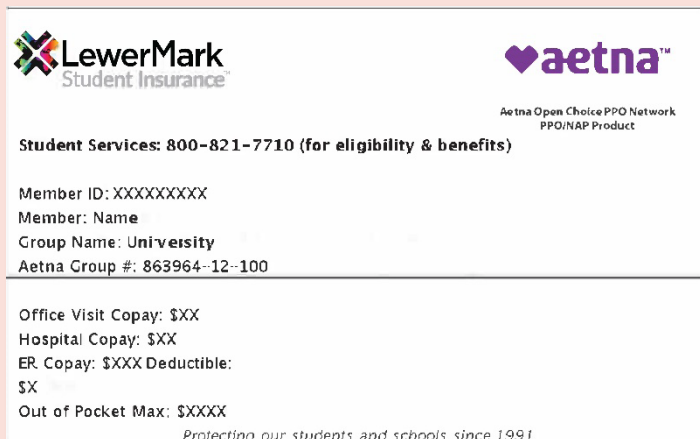 LewerMark
Student Insurance™
aetna™
Aetna Open Choice PPO Network
PPO/NAP Product
Student Services: 800-821-7710 (for eligibility & benefits)
Member ID: XXXXXXXXX
Member: Name
Group Name: University
Aetna Group #: 863964-12-100
Office Visit Copay: $XX
Hospital Copay: $XX
ER Copay: $XXX Deductible:
$X
Out of Pocket Max: $XXXX
Protecting our students and schools since 1991